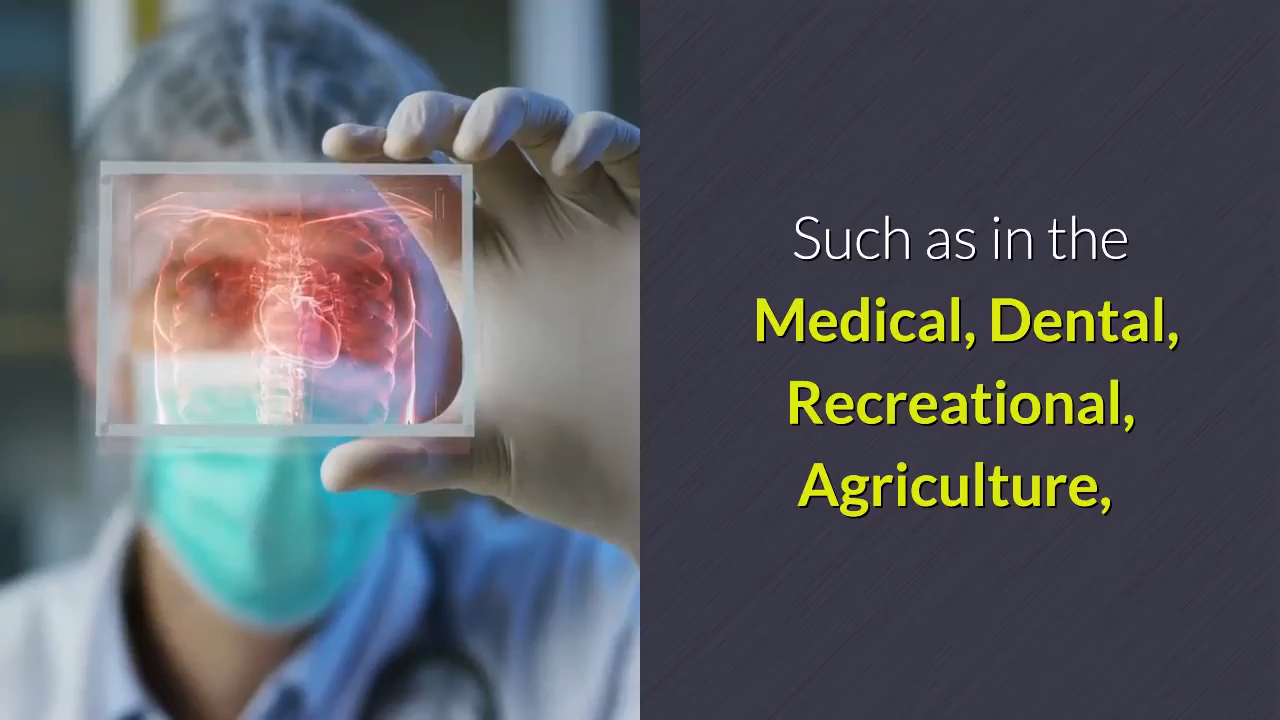 Such as in the
Medical, Dental,
Recreational,
Agriculture,